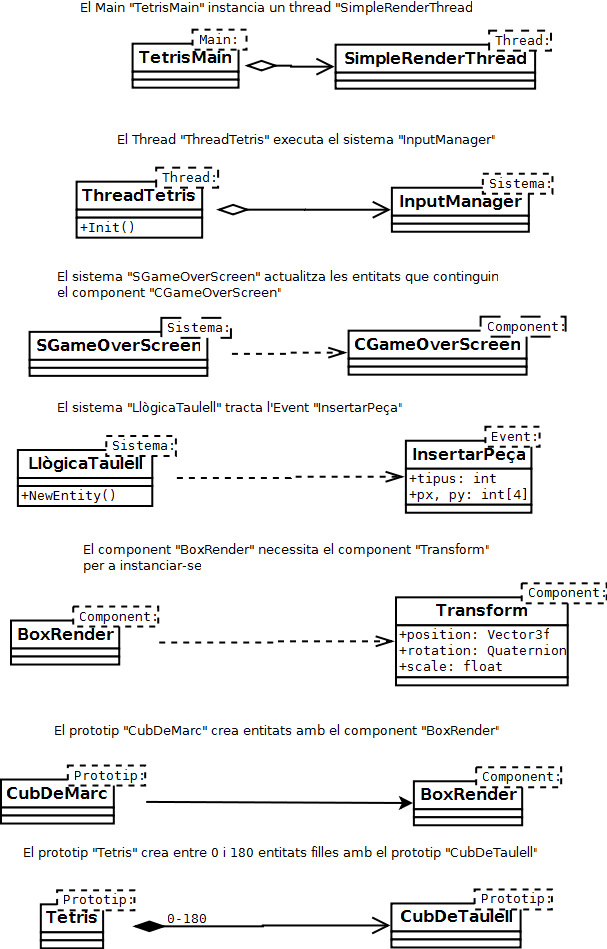 El Main "TetrisMain" instancia un thread "SimpleRenderThread
Main:
Thread:
TetrisMain
SimpleRenderThread
El Thread "ThreadTetris" executa el sistema "InputManager"
Thread:
Sistema:
ThreadTetris
InputManager
+Init()
El sistema "SGameOverScreen" actualitza les entitats que continguin
el component "CGameOverScreen"
Sistema:
Component:
SGameOverScreen
CGameOverScreen
El sistema "LlògicaTaulell" tracta l'Event "InsertarPeça"
Sistema:
Event:
LlògicaTaulell
InsertarPeça
+NewEntity()
+tipus: int
+px, py: int[4]
El component "BoxRender" necessita el component "Transform"
per a instanciar-se
Component:
Component:
BoxRender
Transform
+position: Vector3f
+rotation: Quaternion
+scale: float
El prototip "CubDeMarc" crea entitats amb el component "BoxRender"
Prototip:
Component:
CubDeMarc
BoxRender
El prototip "Tetris" crea entre 0 i 180 entitats filles amb el prototip "CubDeTaulell"
Prototip:
Prototip:
Tetris
0-180
CubDeTaulell